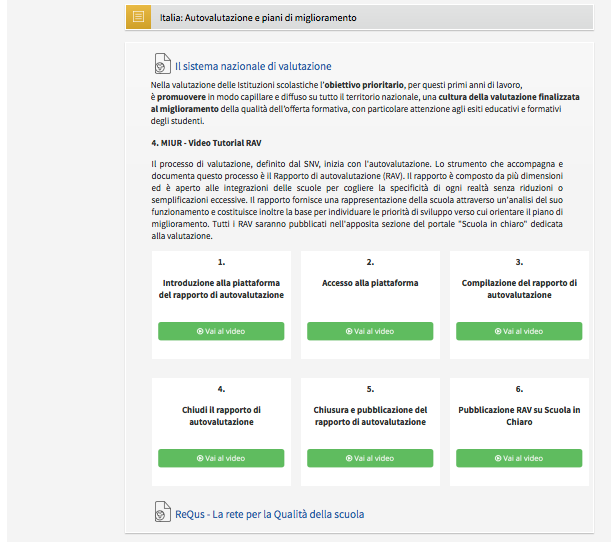 Italia: Autovalutazione e piani di miglioramento
Il sistema nazionale di valutazione
Nella valutazione delle Istituzioni scolastiche l'obiettivo prioritario, per questi primi anni di lavoro,
è promuovere in modo capillare e diffuso su tutto il territorio nazionale, una cultura della valutazione finalizzata
al miglioramento della qualità dell'offerta formativa, con particolare attenzione agli esiti educativi e formativi
degli studenti.
4. MIUR - Video Tutorial RAV
Il processo di valutazione, definito dal SNV, inizia con l'autovalutazione. Lo strumento che accompagna e
documenta questo processo è il Rapporto di autovalutazione (RAV). Il rapporto è composto da più dimensioni
ed è aperto alle integrazioni delle scuole per cogliere la specificità di ogni realtà senza riduzioni o
semplificazioni eccessive. Il rapporto fornisce una rappresentazione della scuola attraverso un'analisi del suo
funzionamento e costituisce inoltre la base per individuare le priorità di sviluppo verso cui orientare il piano di
miglioramento. Tutti i RAV saranno pubblicati nell'apposita sezione del portale "Scuola in chiaro" dedicata
alla valutazione.
1.
Introduzione alla piattaforma
del rapporto di autovalutazione
Vai al video
2.
Accesso alla piattaforma
Vai al video
3.
Compilazione del rapporto di
autovalutazione
Vai al video
4.
Chiudi il rapporto di
autovalutazione
Vai al video
5.
Chiusura e pubblicazione del
rapporto di autovalutazione
Vai al video
6.
Pubblicazione RAV su Scuola in
Chiaro
Vai al video
ReQus - La rete per la Qualità della scuola